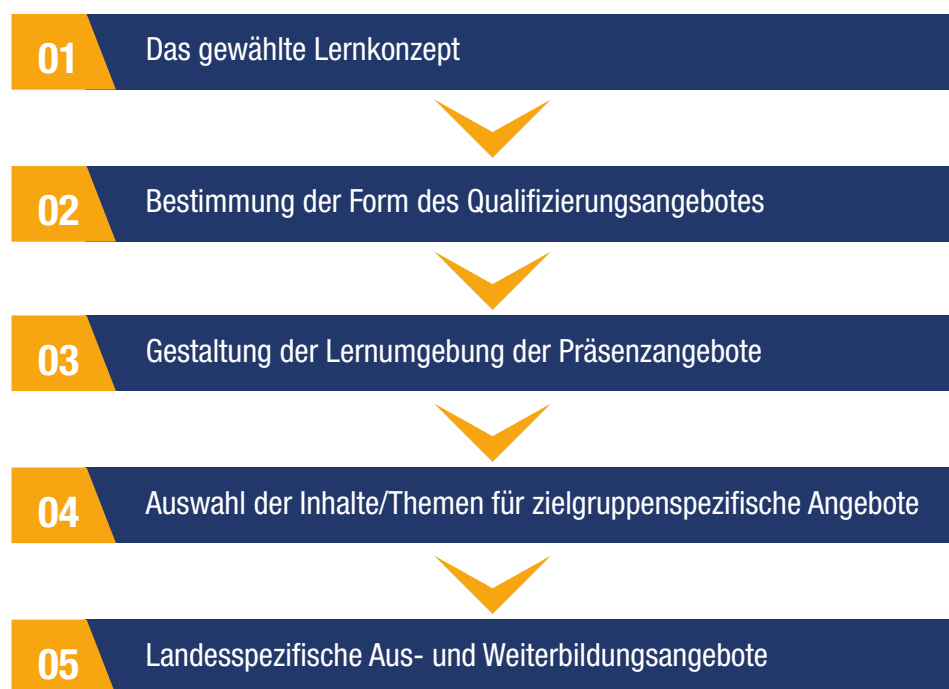 01 Das gewählte Lernkonzept
02 Bestimmung der Form des Qualifizierungsangebotes
03 Gestaltung der Lernumgebung der Präsenzangebote
04 Auswahl der Inhalte/Themen für zielgruppenspezifische Angebote
05 Landesspezifische Aus- und Weiterbildungsangebote